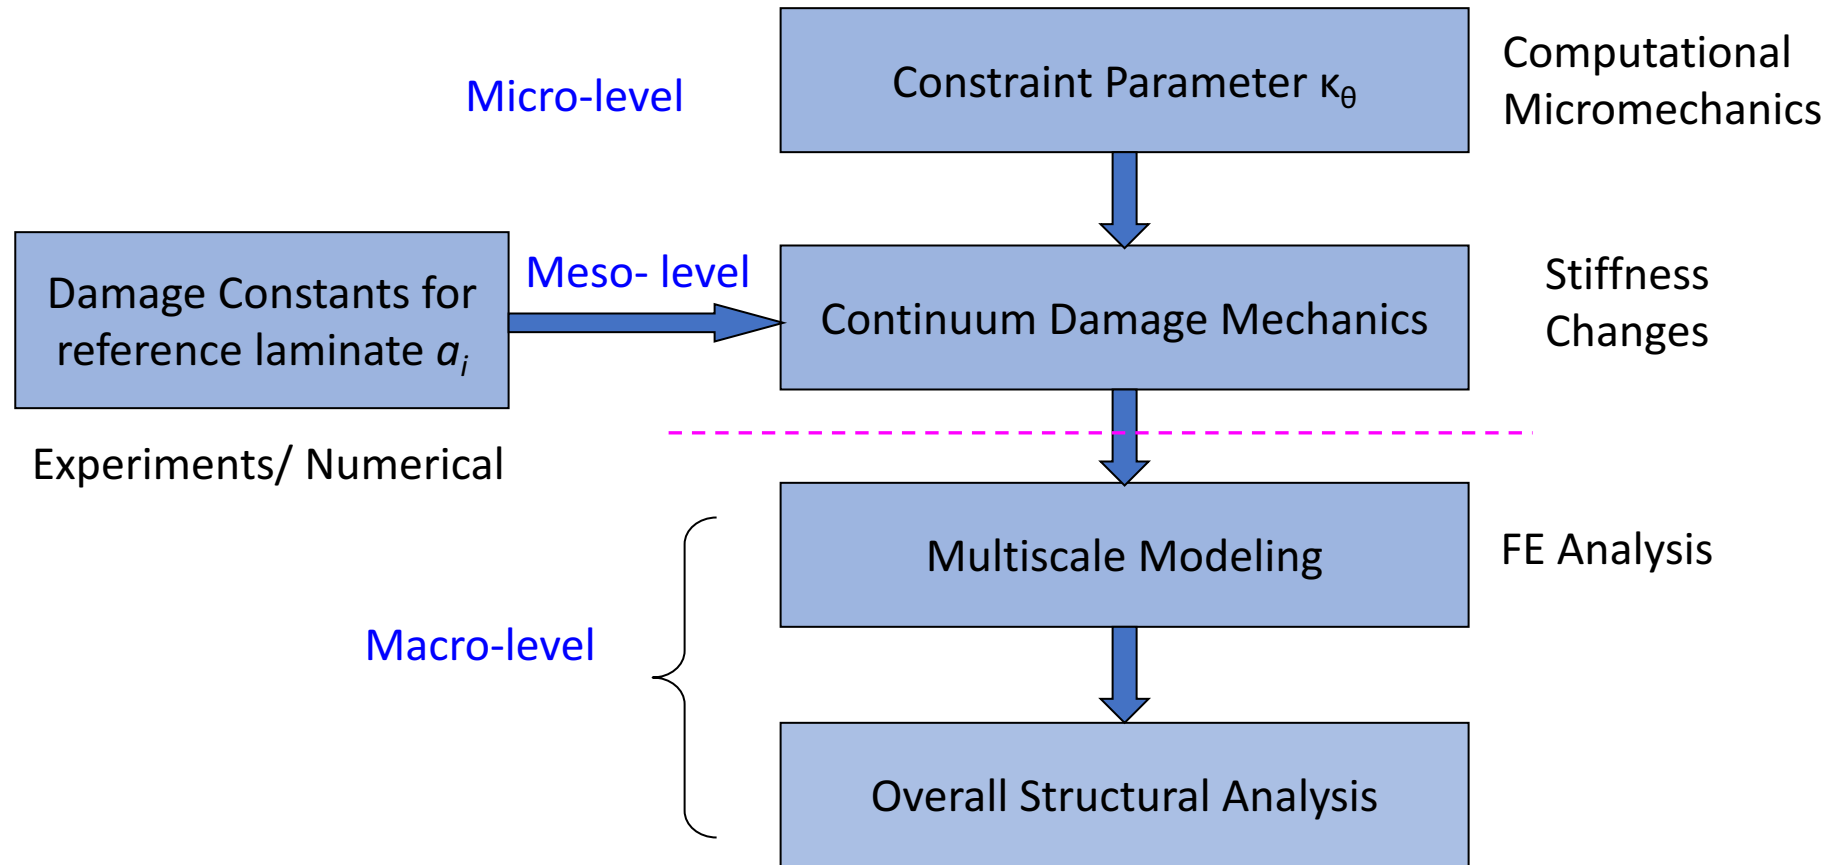 Micro-level
Constraint Parameter κθ
Computational
Micromechanics
Damage Constants for
reference laminate ai
Meso- level
Continuum Damage Mechanics
Stiffness
Changes
Experiments/ Numerical
Macro-level
Multiscale Modeling
FE Analysis
Overall Structural Analysis